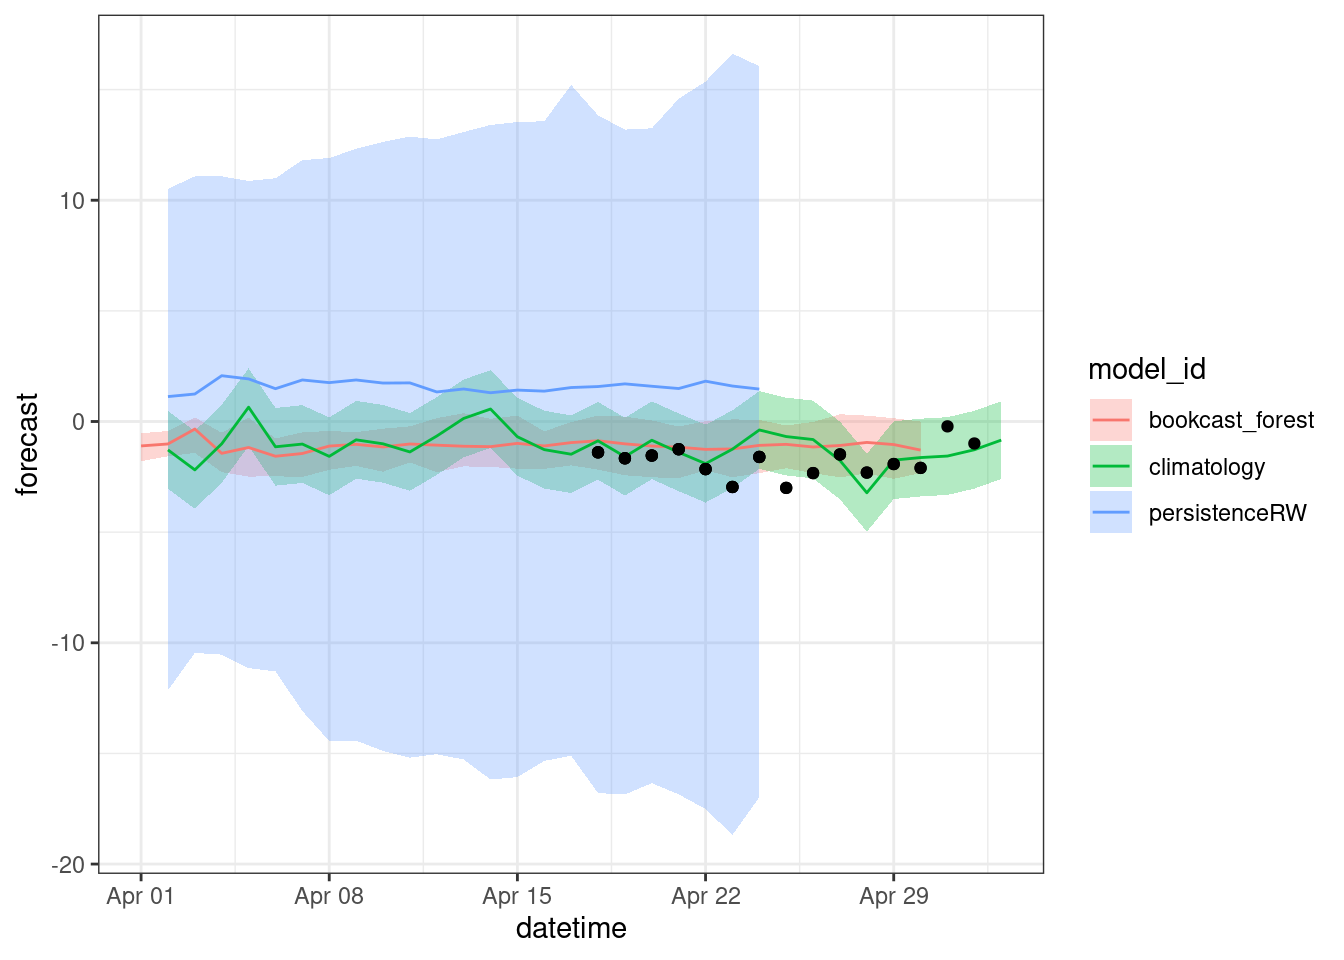 forecast
10
0
-10
-20
Apr 01
Apr 08
Apr 15
Apr 22
Apr 29
datetime
model_id
bookcast_forest
climatology
persistenceRW